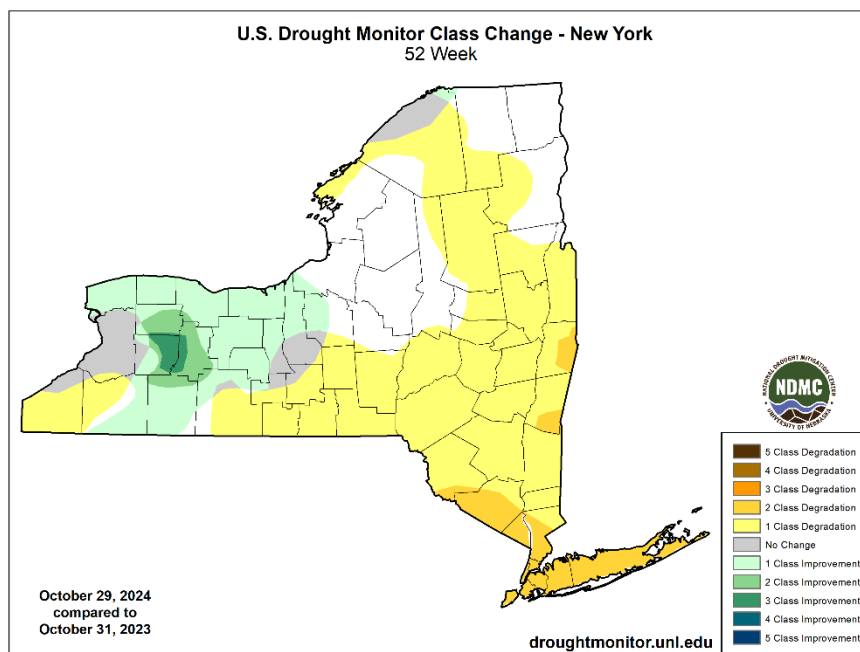 U.S. Drought Monitor Class Change - New York
52 Week
NATIONAL DROUGHT MITIGATION CENTER
NDMC
UNIVERSITY OF NEBRASKA
5 Class Degradation
4 Class Degradation
3 Class Degradation
2 Class Degradation
1 Class Degradation
No Change
1 Class Improvement
2 Class Improvement
3 Class Improvement
4 Class Improvement
5 Class Improvement
October 29, 2024
compared to
October 31, 2023
droughtmonitor.unl.edu